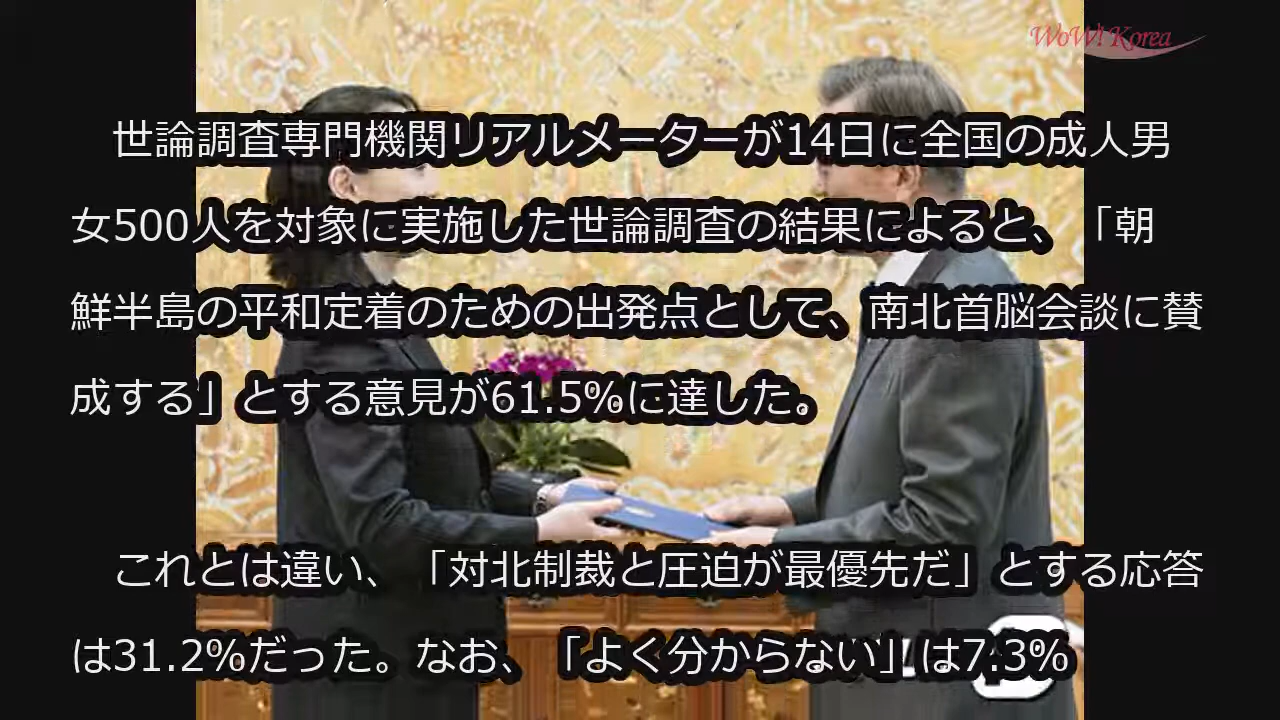 WoW! Korea
世論調査専門機関リアルメーターが14日に全国の成人男
女500人を対象に実施した世論調査の結果によると、「朝
鮮半島の平和定着のための出発点として、南北首脳会談に賛
成する」とする意見が61.5%に達した。
これとは違い、「対北制裁と圧迫が最優先だ」とする応答
は31.2%だった。なお、「よく分からない」は7.3%